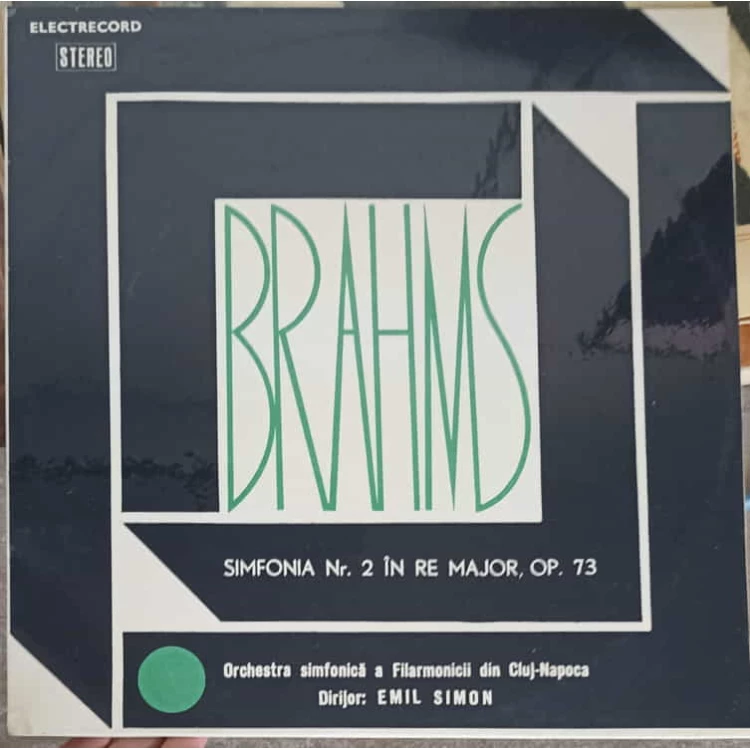 ELECTRECORD
STEREO
BRAHMS
SIMFONIA Nr. 2 ÎN RE MAJOR, OP. 73
Orchestra simfonică a Filarmonicii din Cluj-Napoca
Dirijor: EMIL SIMON